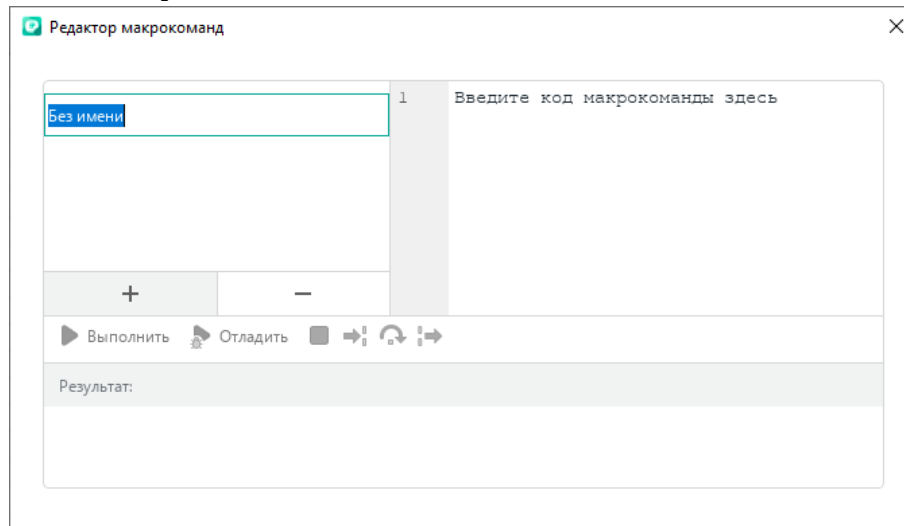 Редактор макрокоманд
Без имени
1 Введите код макрокоманды здесь
+ −
Выполнить Отладить
Результат: